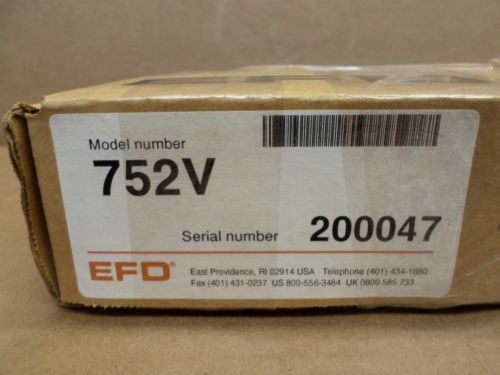 Model number
752V
Serial number 200047
EFD®
East Providence, RI 02914 USA Telephone (401) 434-1680
Fax (401) 431-0237 US 800-556-3484 UK 0800 585 733